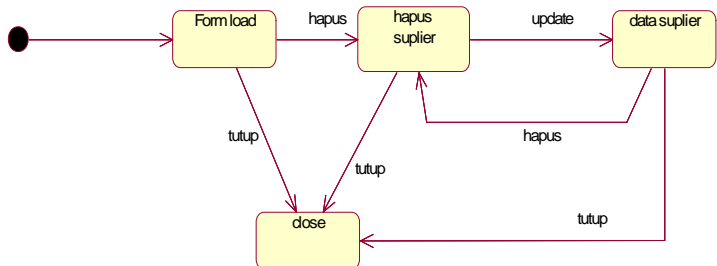 Form load
hapus
hapus
suplier
update
data suplier
hapus
tutup
tutup
tutup
close